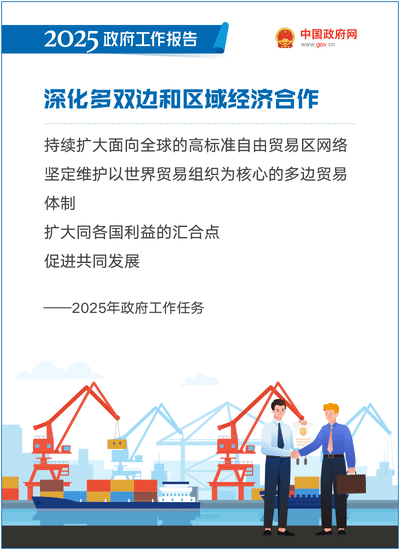 2025政府工作报告
中国政府网
www.gov.cn
深化多双边和区域经济合作
持续扩大面向全球的高标准自由贸易区网络
坚定维护以世界贸易组织为核心的多边贸易
体制
扩大同各国利益的汇合点
促进共同发展
——2025年政府工作任务